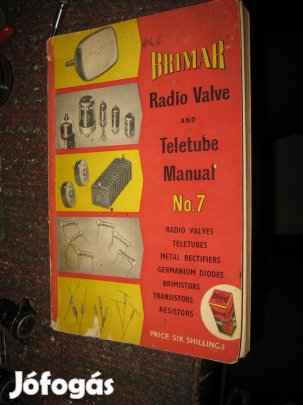 BRIMAR
Radio Valve
AND
Teletube
Manual
No.7
RADIO VALVES
TELETUBES
METAL RECTIFIERS
GERMANIUM DIODES
BRIMISTORS
TRANSISTORS
RESISTORS
PRICE SIX SHILLINGS
Jófogás